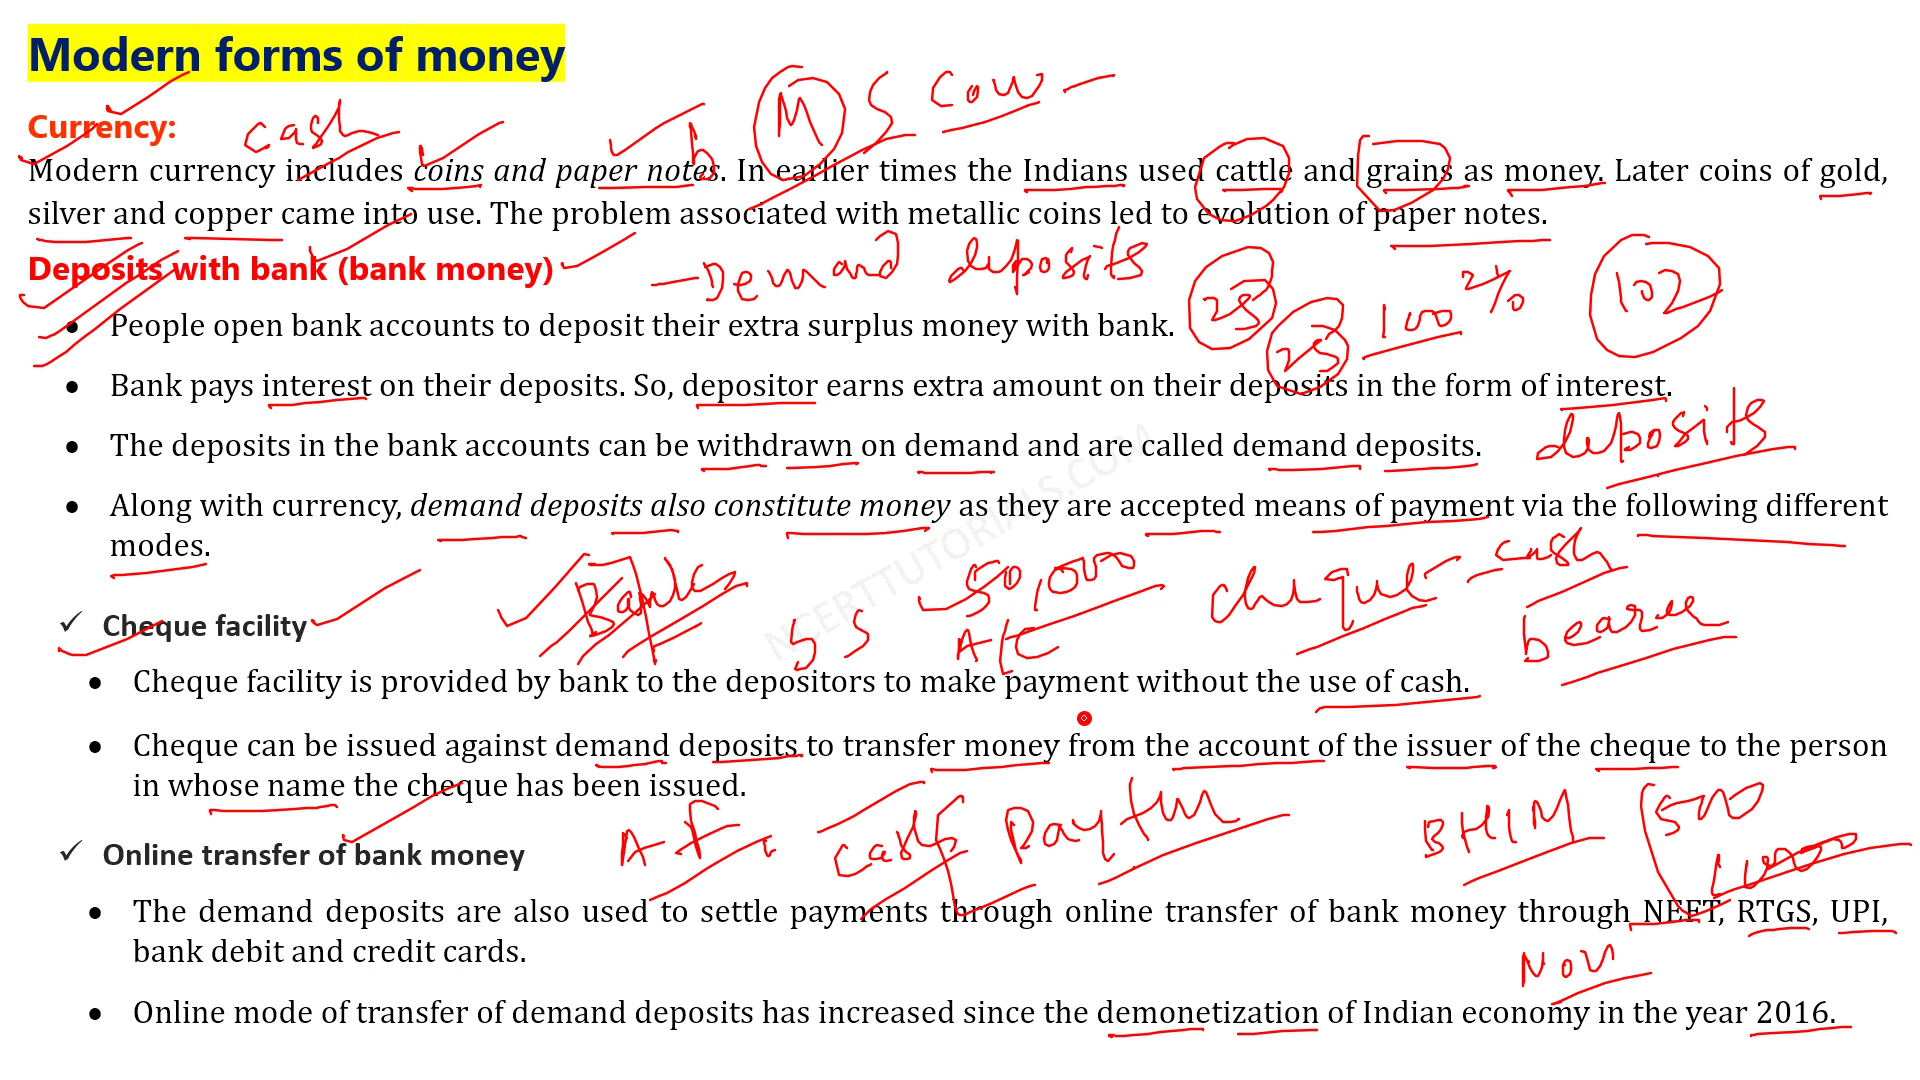 Modern forms of money
M S cow
Currency: cash
Modern currency includes coins and paper notes. In earlier times the Indians used cattle and grains as money. Later coins of gold,
silver and copper came into use. The problem associated with metallic coins led to evolution of paper notes.
Deposits with bank (bank money) Demand deposits
25 25 100 2% 102
• People open bank accounts to deposit their extra surplus money with bank.
• Bank pays interest on their deposits. So, depositor earns extra amount on their deposits in the form of interest.
• The deposits in the bank accounts can be withdrawn on demand and are called demand deposits. deposits
• Along with currency, demand deposits also constitute money as they are accepted means of payment via the following different
modes.
Bank 50,000 cheque cash
✓ Cheque facility A/C bearer
• Cheque facility is provided by bank to the depositors to make payment without the use of cash.
• Cheque can be issued against demand deposits to transfer money from the account of the issuer of the cheque to the person
in whose name the cheque has been issued.
cash Paytm BHIM 500 1000
✓ Online transfer of bank money
• The demand deposits are also used to settle payments through online transfer of bank money through NEFT, RTGS, UPI,
bank debit and credit cards.
Nov
• Online mode of transfer of demand deposits has increased since the demonetization of Indian economy in the year 2016.
NCERTTUTORIALS.COM